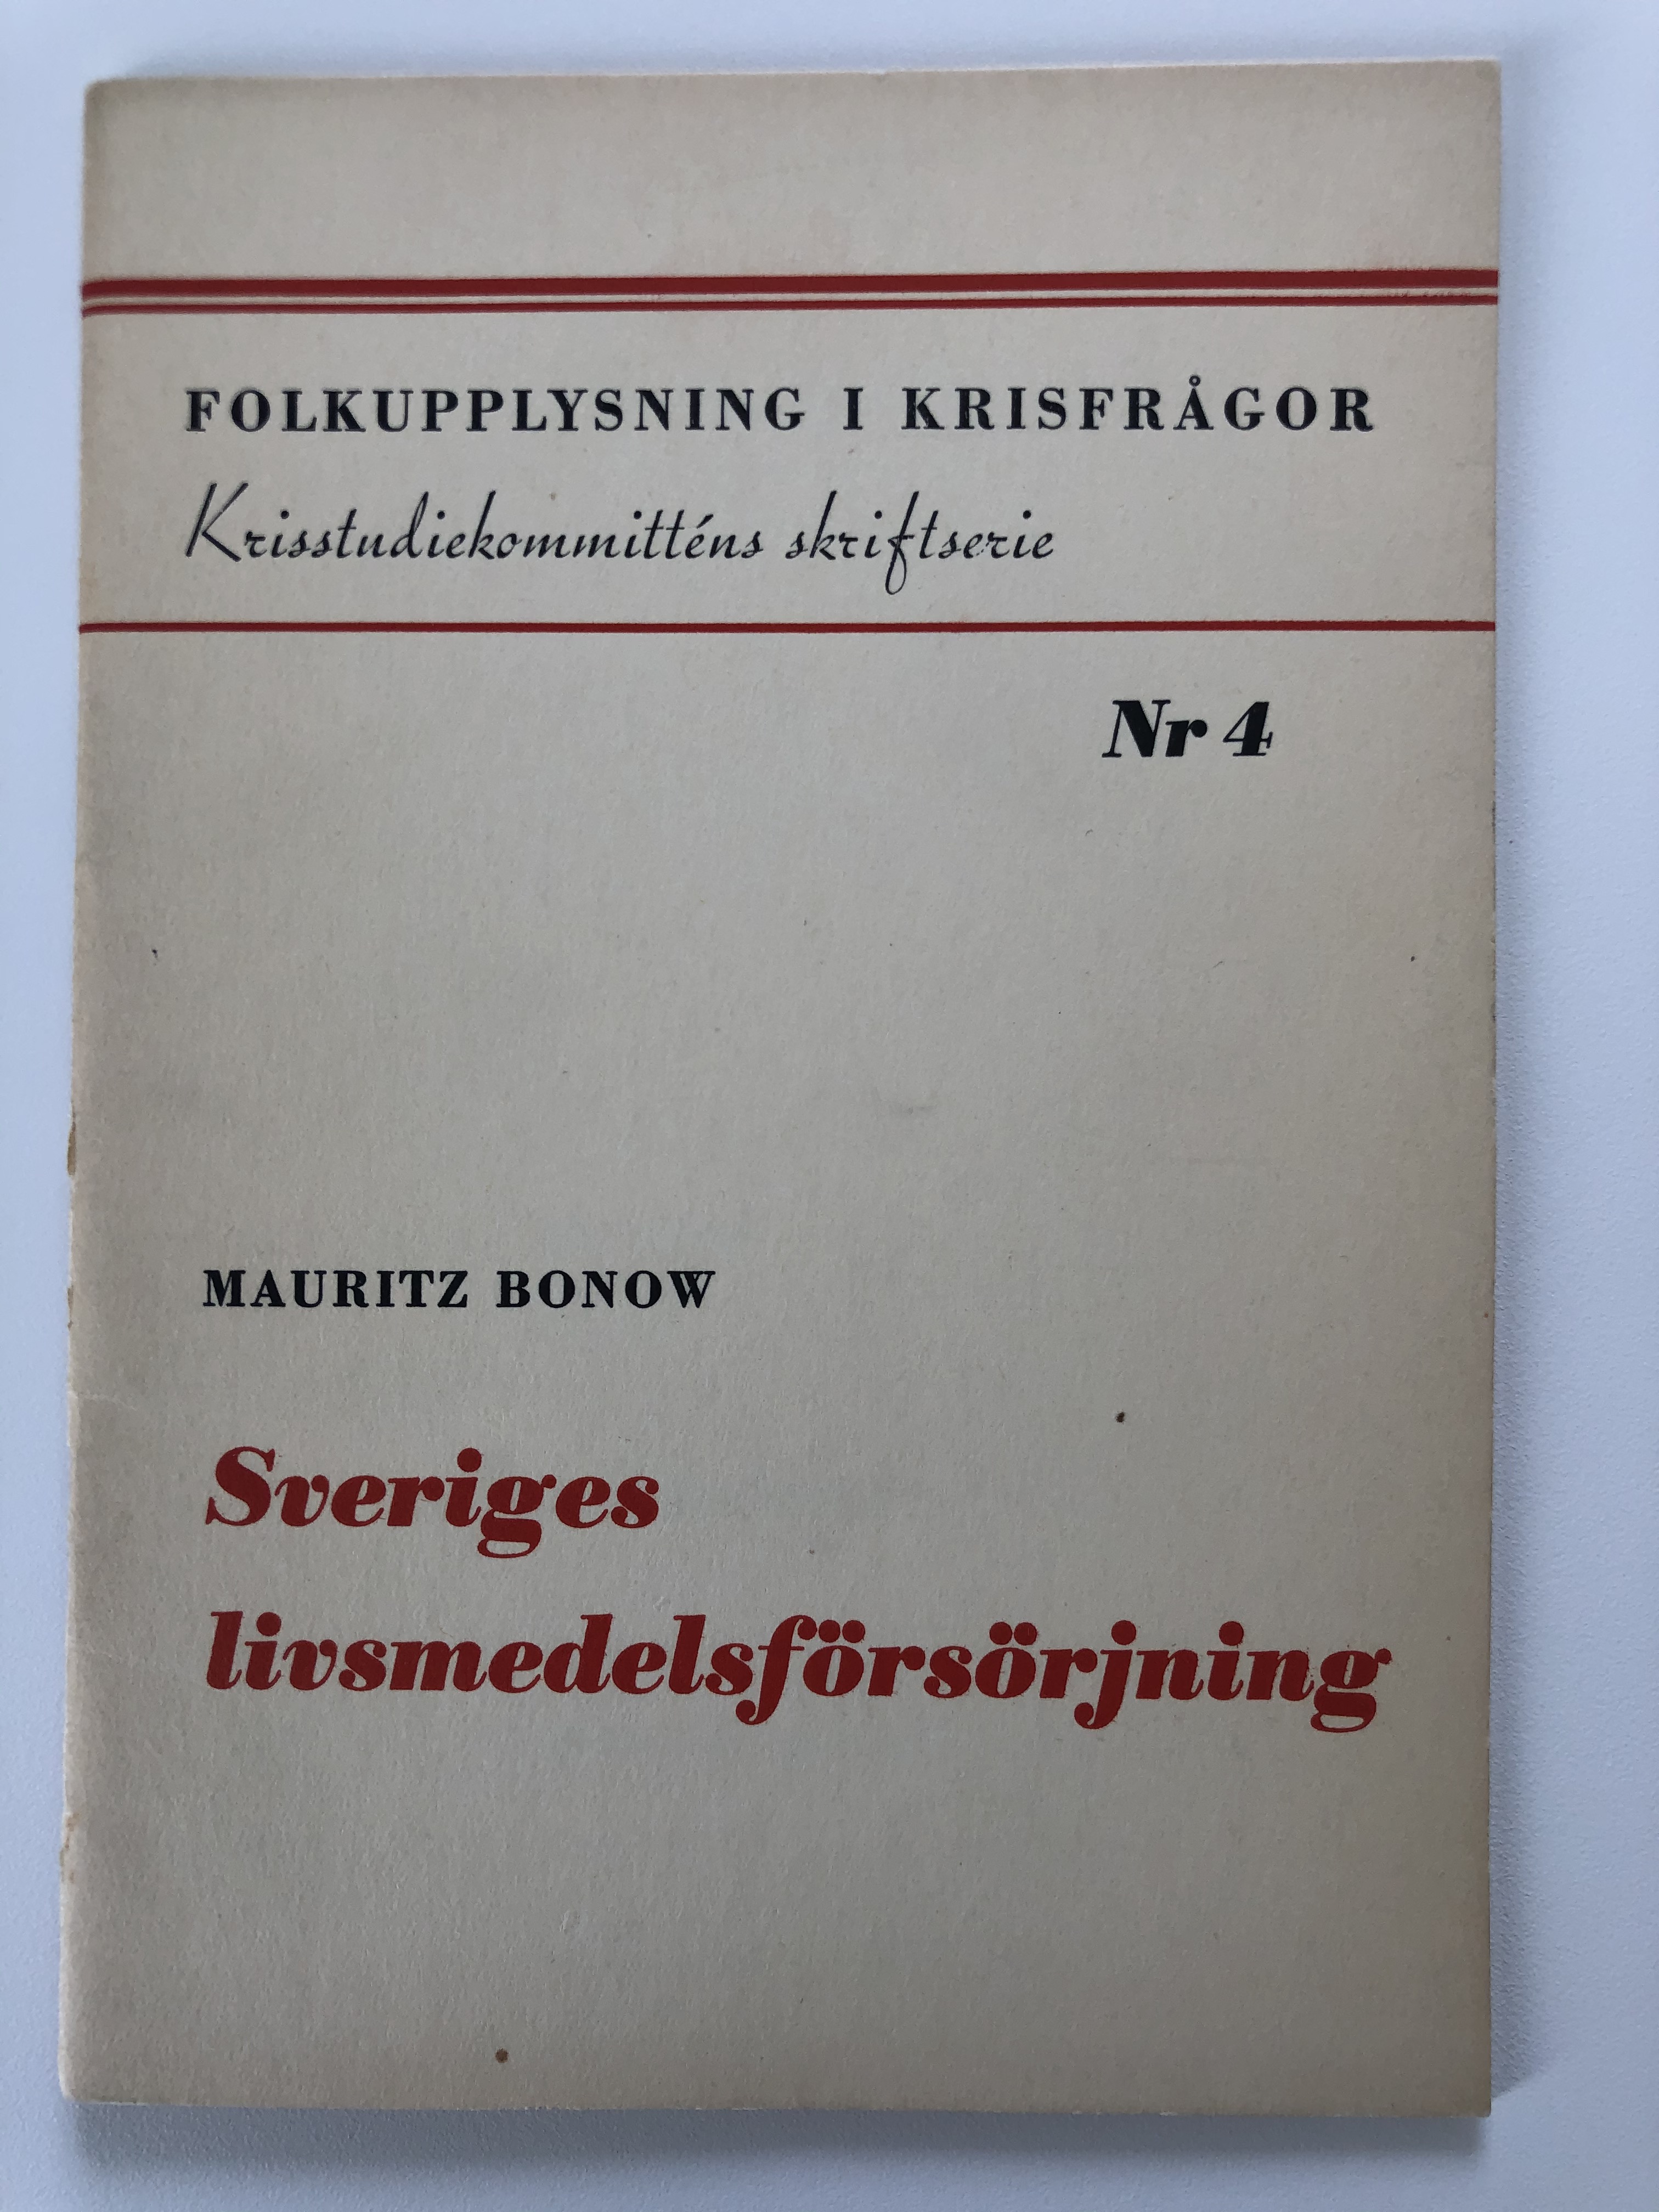 FOLKUPPLYSNING I KRISFRÅGOR
Krisstudiekommitténs skriftserie
Nr 4
MAURITZ BONOW
Sveriges
livsmedelsförsörjning